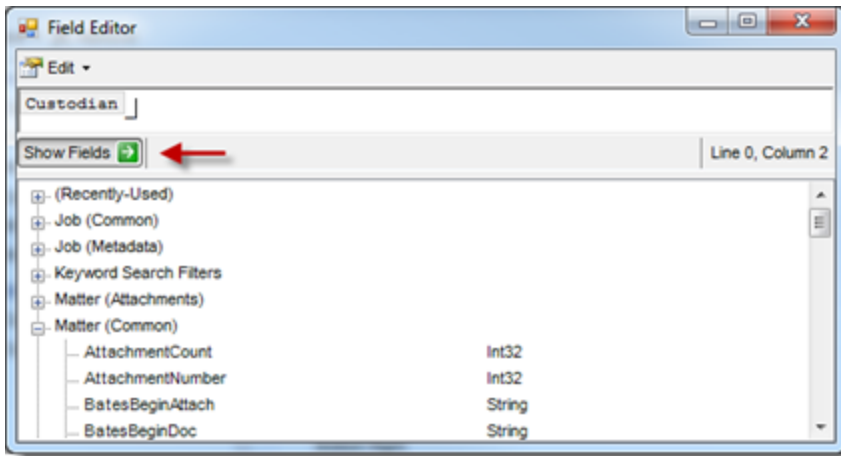 Field Editor
Edit
Custodian
Show Fields Line 0, Column 2
(Recently-Used)
Job (Common)
Job (Metadata)
Keyword Search Filters
Matter (Attachments)
Matter (Common)
AttachmentCount Int32
AttachmentNumber Int32
BatesBeginAttach String
BatesBeginDoc String